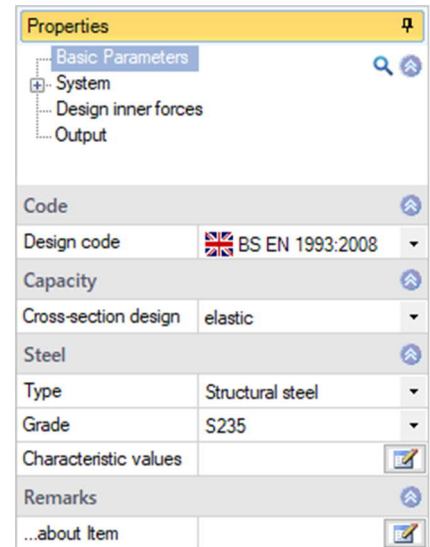 Properties
Basic Parameters
System
Design inner forces
Output
Code
Design code BS EN 1993:2008
Capacity
Cross-section design elastic
Steel
Type Structural steel
Grade S235
Characteristic values
Remarks
...about Item